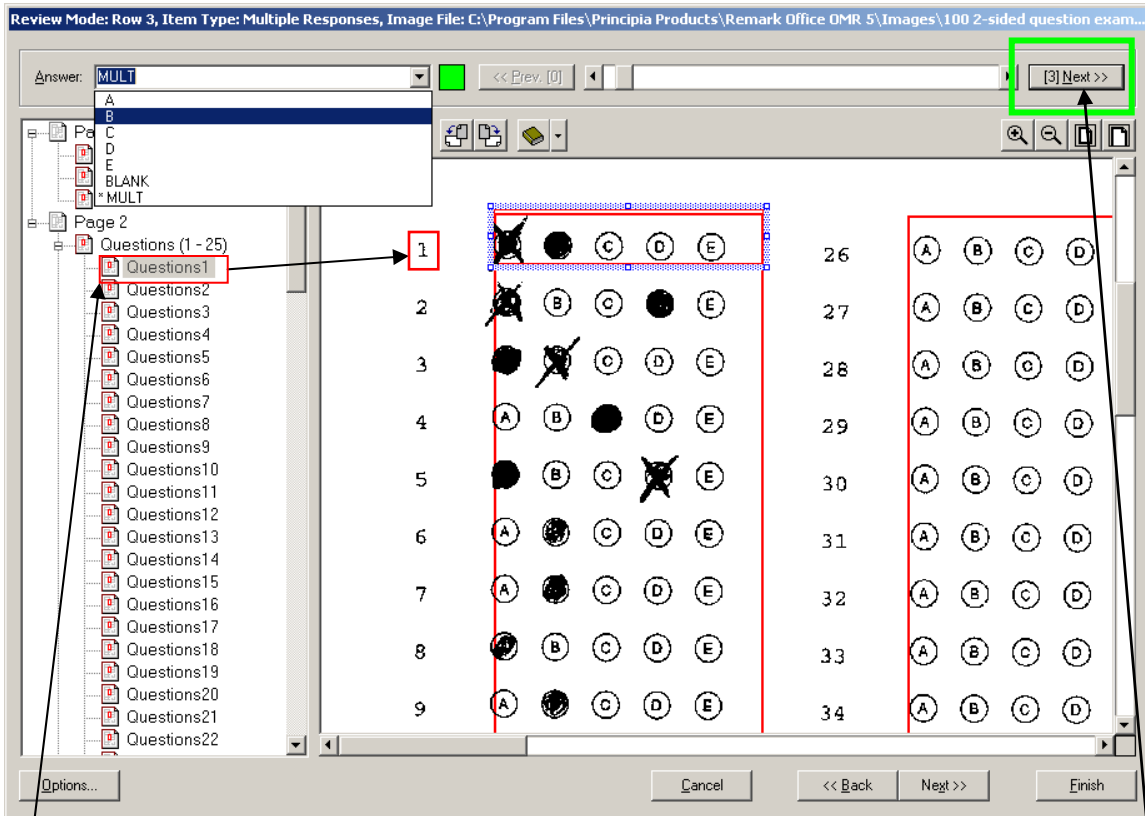 Review Mode: Row 3, Item Type: Multiple Responses, Image File: C:\Program Files\Principia Products\Remark Office OMR 5\Images\100 2-sided question exam...
Answer: MULT << Prev. [0] [3] Next >>
A
B
C
D
E
BLANK
* MULT
Pa
Page 2
Questions (1 - 25)
Questions1
Questions2
Questions3
Questions4
Questions5
Questions6
Questions7
Questions8
Questions9
Questions10
Questions11
Questions12
Questions13
Questions14
Questions15
Questions16
Questions17
Questions18
Questions19
Questions20
Questions21
Questions22
1 C D E 26 A B C D
2 B C E 27 A B C D
3 C D E 28 A B C D
4 A B D E 29 A B C D
5 B C E 30 A B C D
6 A C D E 31 A B C D
7 A C D E 32 A B C D
8 B C D E 33 A B C D
9 A C D E 34 A B C D
Options... Cancel << Back Next >> Finish